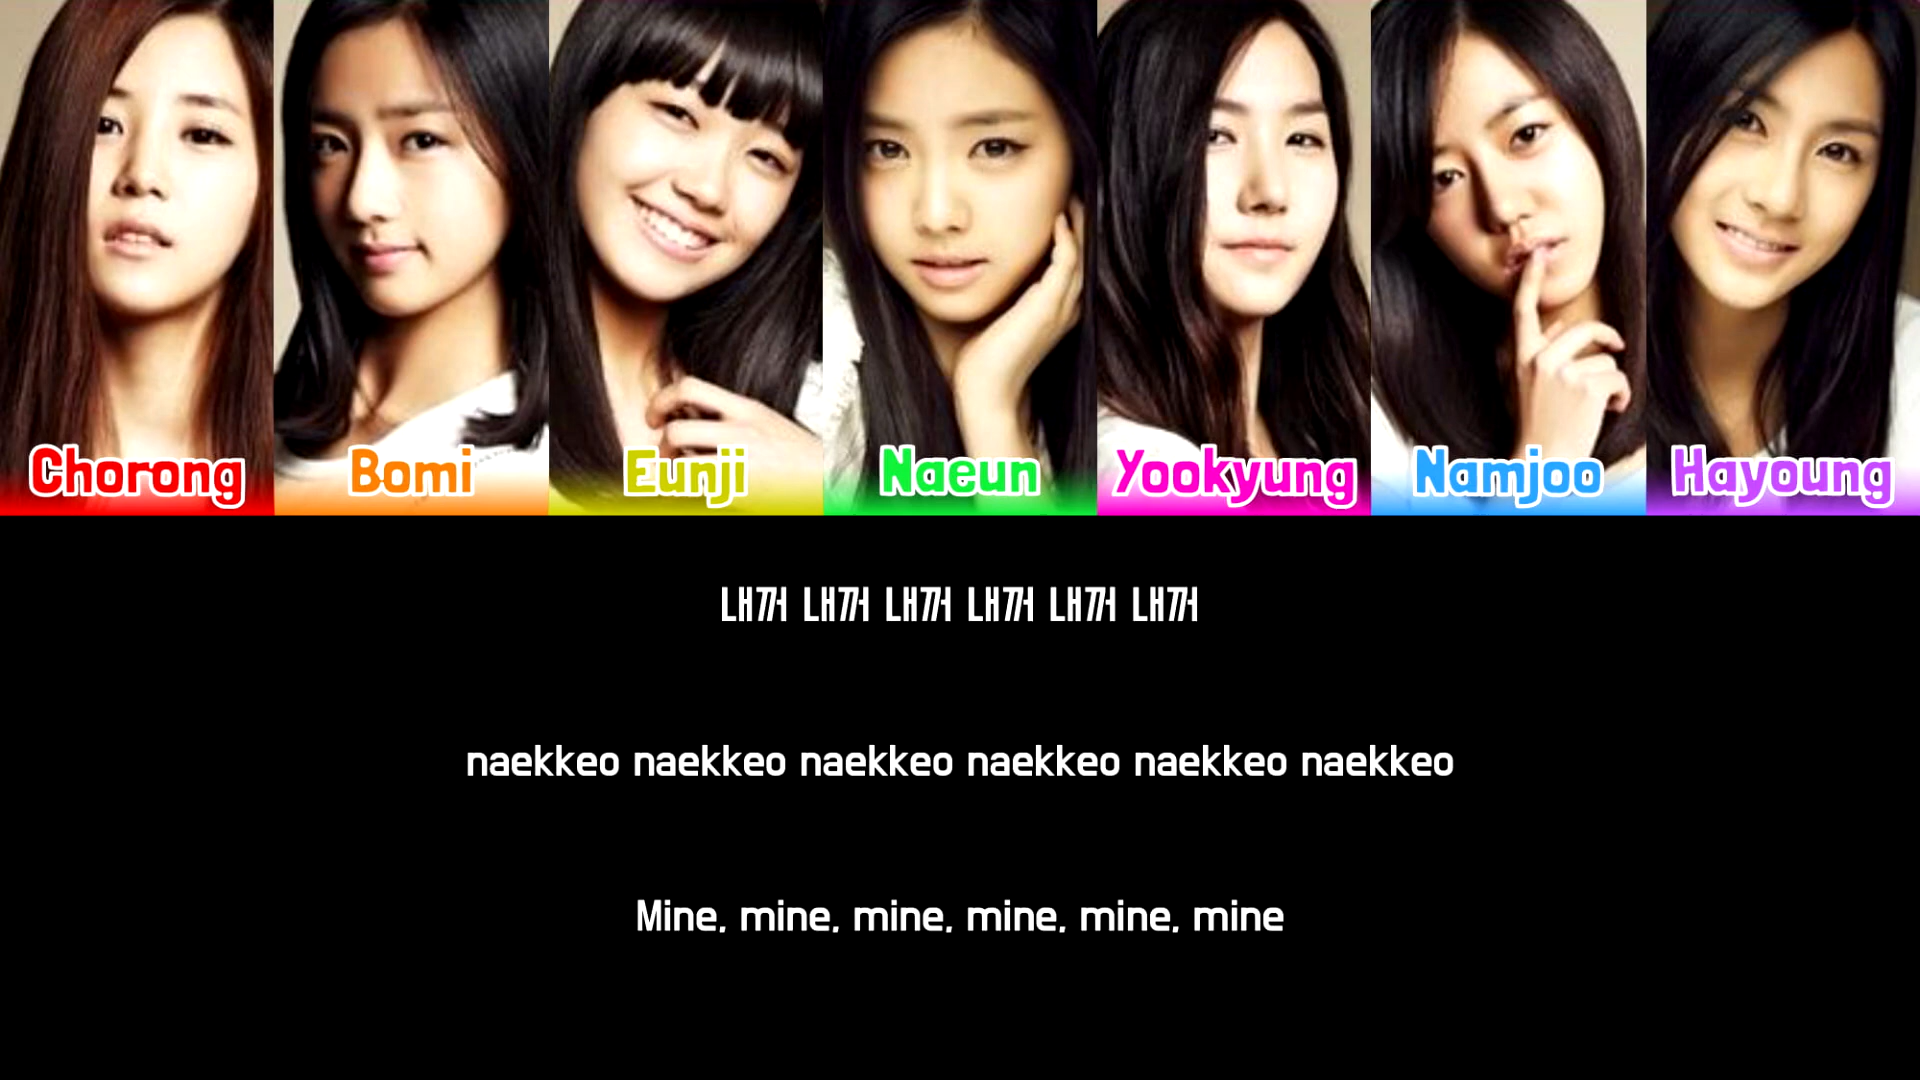 Chorong Bomi Eunji Naeun Yookyung Namjoo Hayoung
내꺼 내꺼 내꺼 내꺼 내꺼 내꺼
naekkeo naekkeo naekkeo naekkeo naekkeo naekkeo
Mine, mine, mine, mine, mine, mine